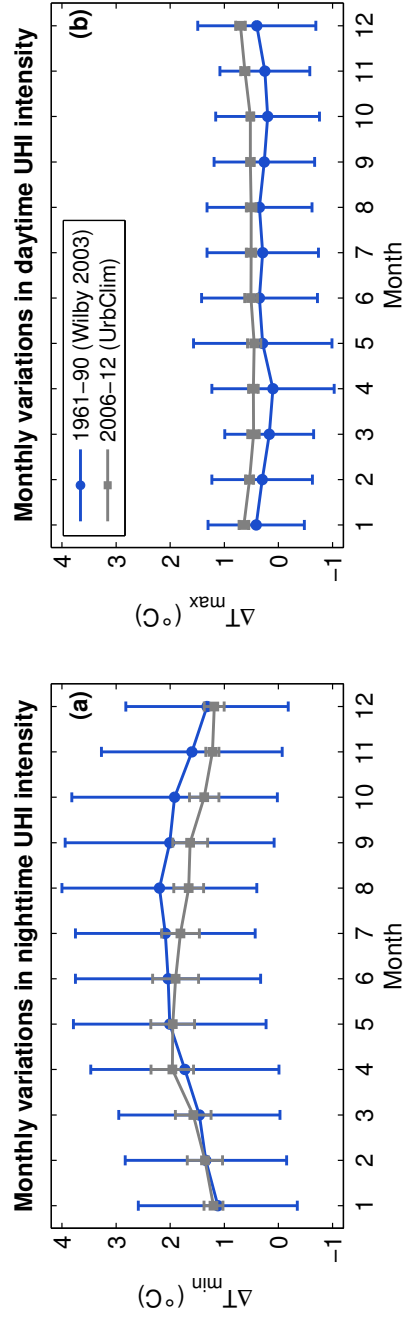 Monthly variations in nighttime UHI intensity
(a)
ΔTmin (°C)
4
3
2
1
0
−1
1 2 3 4 5 6 7 8 9 10 11 12
Month
Monthly variations in daytime UHI intensity
(b)
1961−90 (Wilby 2003)
2006−12 (UrbClim)
ΔTmax (°C)
4
3
2
1
0
−1
1 2 3 4 5 6 7 8 9 10 11 12
Month